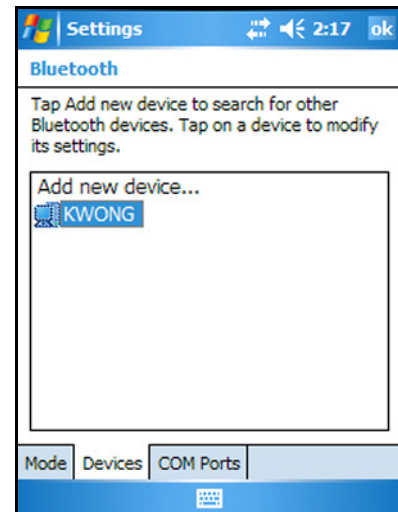 Settings 2:17 ok
Bluetooth
Tap Add new device to search for other
Bluetooth devices. Tap on a device to modify
its settings.
Add new device...
KWONG
Mode Devices COM Ports